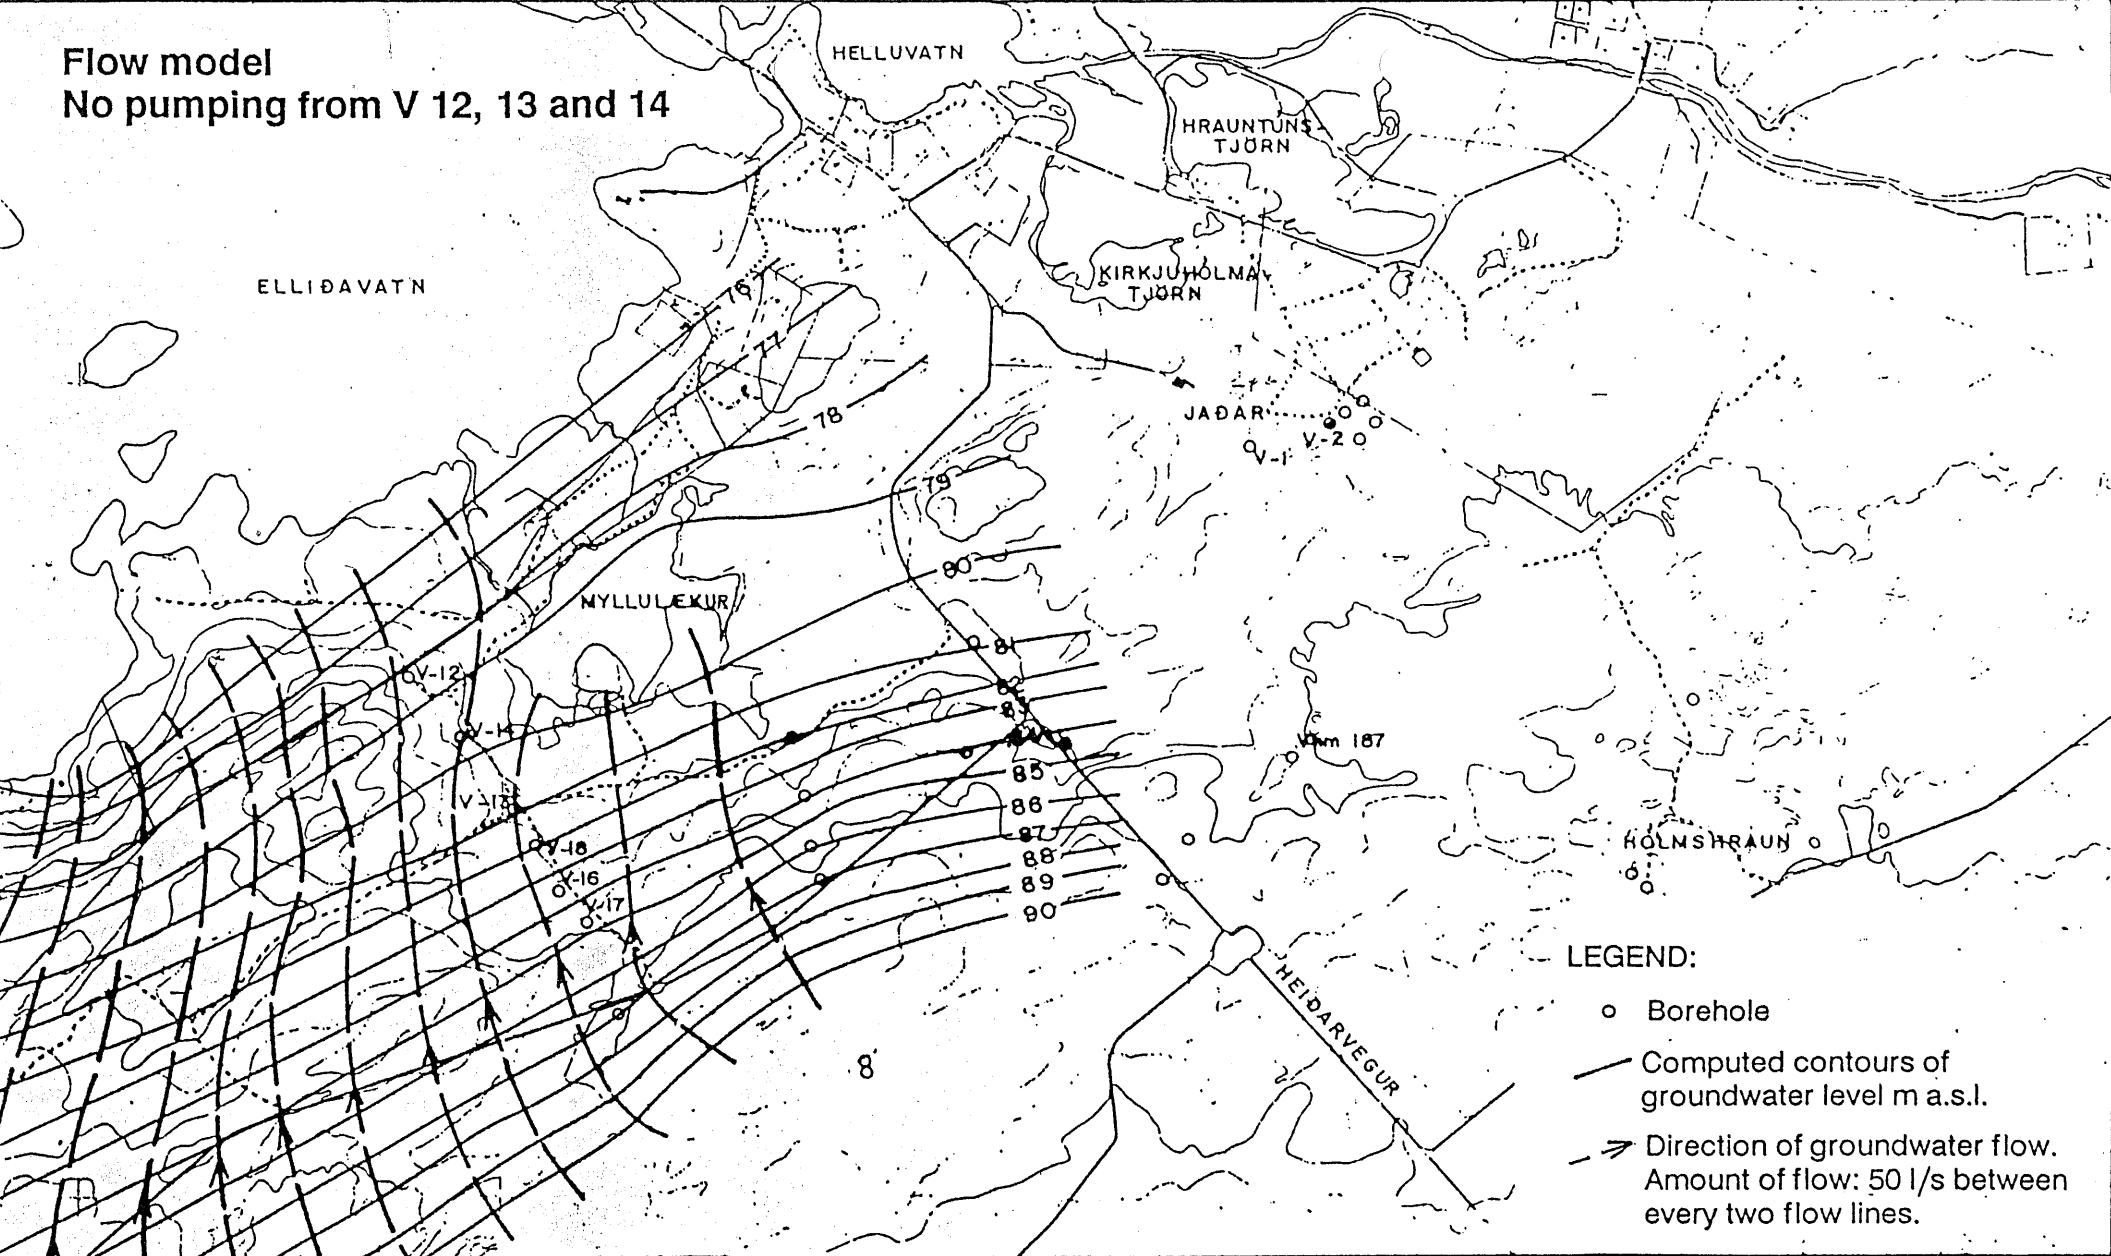 Flow model
No pumping from V 12, 13 and 14
HELLUVATN
HRAUNTÚNS-
TJÖRN
ELLIÐAVATN
KIRKJUHÓLMA-
TJÖRN
76
77
78
JAÐAR
V-2
V-1
79
80
MYLLULÆKUR
81
V-12
83
V-14
Vhm 187
85
V-13
86
87
HÓLMSHRAUN
V-18
88
V-16
89
V-17
90
HEIÐARVEGUR
8
LEGEND:
Borehole
Computed contours of
groundwater level m a.s.l.
Direction of groundwater flow.
Amount of flow: 50 l/s between
every two flow lines.